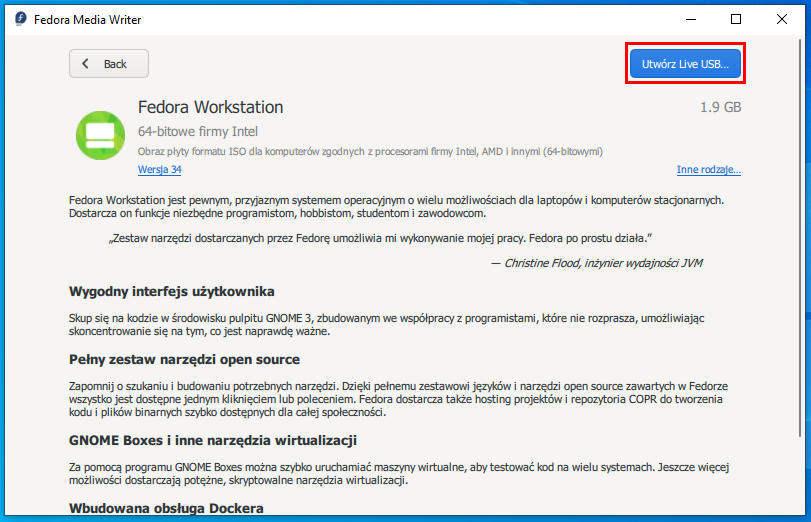 Fedora Media Writer
Back
Utwórz Live USB...
Fedora Workstation
1.9 GB
64-bitowe firmy Intel
Obraz płyty formatu ISO dla komputerów zgodnych z procesorami firmy Intel, AMD i innymi (64-bitowymi)
Wersja 34
Inne rodzaje...
Fedora Workstation jest pewnym, przyjaznym systemem operacyjnym o wielu możliwościach dla laptopów i komputerów stacjonarnych.
Dostarcza on funkcje niezbędne programistom, hobbistom, studentom i zawodowcom.
„Zestaw narzędzi dostarczanych przez Fedorę umożliwia mi wykonywanie mojej pracy. Fedora po prostu działa.”
— Christine Flood, inżynier wydajności JVM
Wygodny interfejs użytkownika
Skup się na kodzie w środowisku pulpitu GNOME 3, zbudowanym we współpracy z programistami, które nie rozprasza, umożliwiając
skoncentrowanie się na tym, co jest naprawdę ważne.
Pełny zestaw narzędzi open source
Zapomnij o szukaniu i budowaniu potrzebnych narzędzi. Dzięki pełnemu zestawowi języków i narzędzi open source zawartych w Fedorze
wszystko jest dostępne jednym kliknięciem lub poleceniem. Fedora dostarcza także hosting projektów i repozytoria COPR do tworzenia
kodu i plików binarnych szybko dostępnych dla całej społeczności.
GNOME Boxes i inne narzędzia wirtualizacji
Za pomocą programu GNOME Boxes można szybko uruchamiać maszyny wirtualne, aby testować kod na wielu systemach. Jeszcze więcej
możliwości dostarczają potężne, skryptowalne narzędzia wirtualizacji.
Wbudowana obsługa Dockera